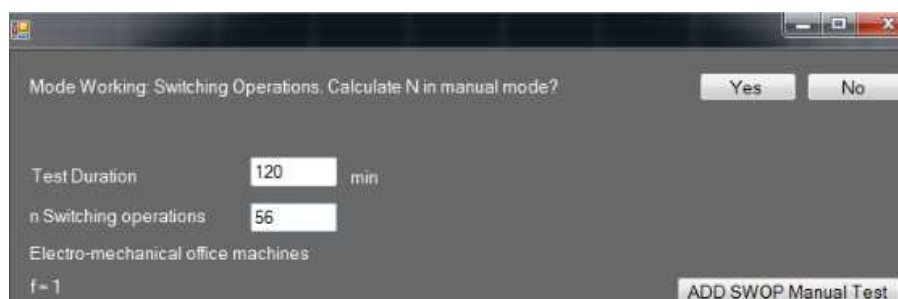 Mode Working: Switching Operations. Calculate N in manual mode? Yes No
Test Duration 120 min
n Switching operations 56
Electro-mechanical office machines
f = 1
ADD SWOP Manual Test